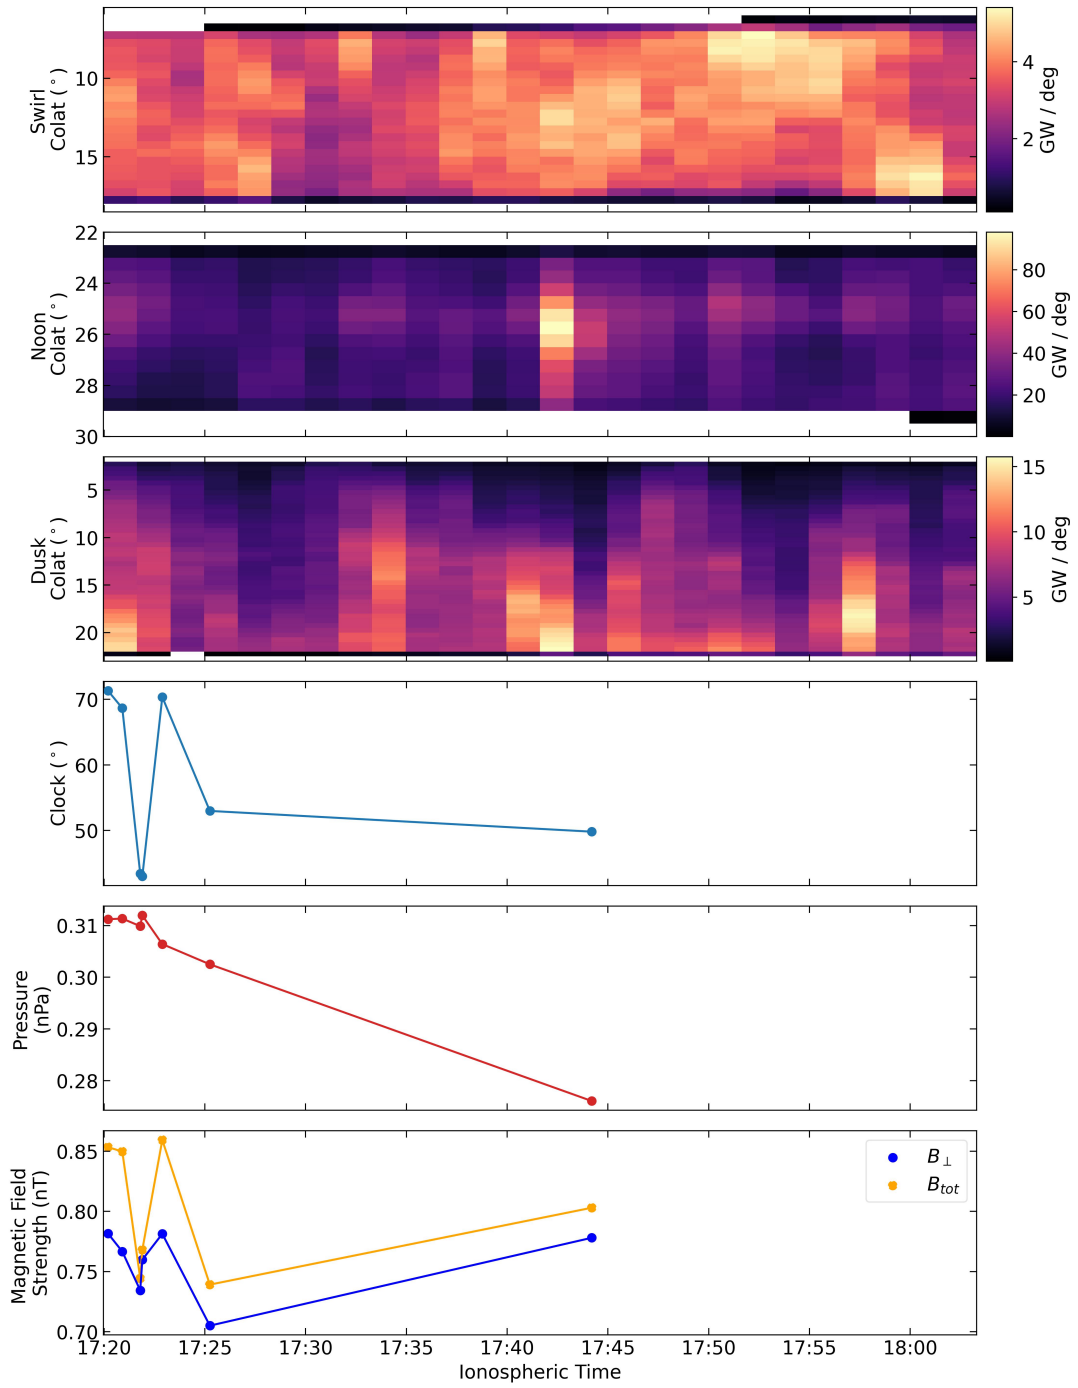 Swirl
Colat (°)
10
15
4
2
GW / deg
Noon
Colat (°)
22
24
26
28
30
80
60
40
20
GW / deg
Dusk
Colat (°)
5
10
15
20
15
10
5
GW / deg
Clock (°)
70
60
50
Pressure
(nPa)
0.31
0.30
0.29
0.28
Magnetic Field
Strength (nT)
0.85
0.80
0.75
0.70
B⊥
Btot
17:20 17:25 17:30 17:35 17:40 17:45 17:50 17:55 18:00
Ionospheric Time